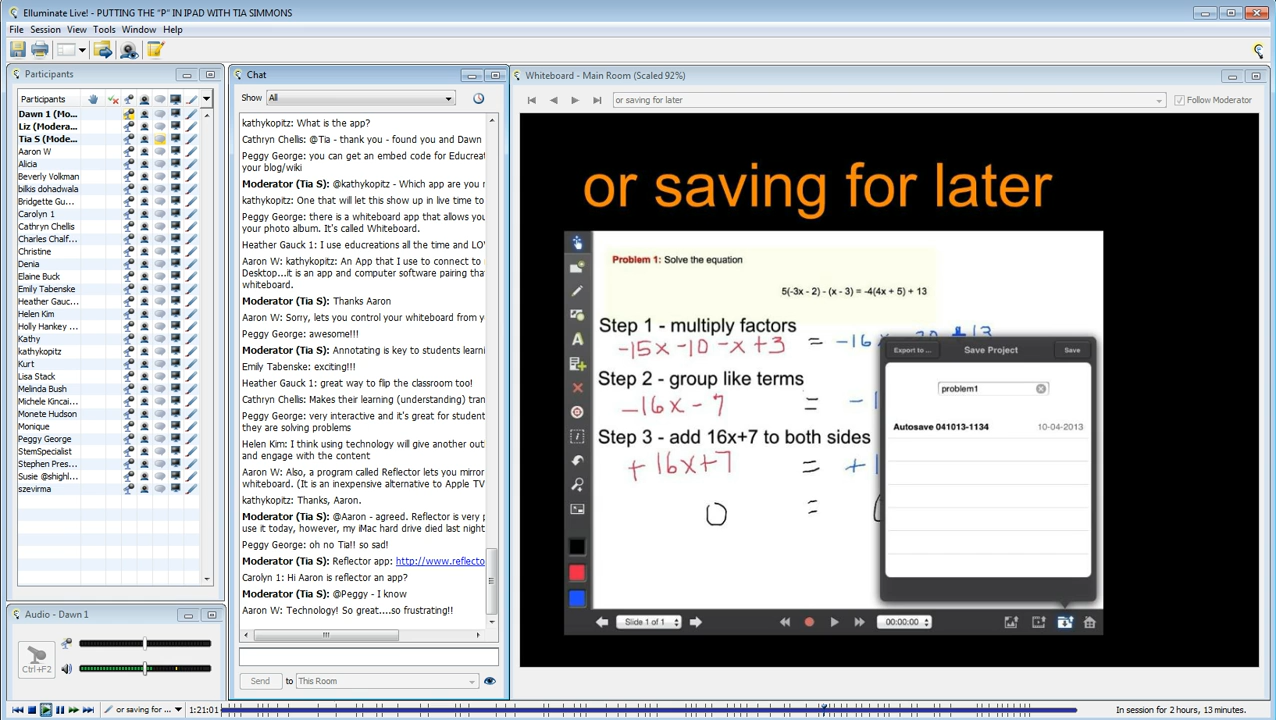 Elluminate Live! - PUTTING THE "P" IN IPAD WITH TIA SIMMONS
File Session View Tools Window Help
Participants
Participants
Dawn 1 (Mo...
Liz (Modera...
Tia S (Mode...
Aaron W
Alicia
Beverly Volkman
bilkis dohadwala
Bridgette Gu...
Carolyn 1
Cathryn Chellis
Charles Chalf...
Christine
Denia
Elaine Buck
Emily Tabenske
Heather Gauc...
Helen Kim
Holly Hankey ...
Kathy
kathykopitz
Kurt
Lisa Stack
Melinda Bush
Michele Kincai...
Monete Hudson
Monique
Peggy George
StemSpecialist
Stephen Pres...
Susie @shighl...
szevirma
Audio - Dawn 1
Ctrl+F2
Chat
Show All
kathykopitz: What is the app?
Cathryn Chellis: @Tia - thank you - found you and Dawn
Peggy George: you can get an embed code for Educreat
your blog/wiki
Moderator (Tia S): @kathykopitz - Which app are you r
kathykopitz: One that will let this show up in live time to
Peggy George: there is a whiteboard app that allows you
your photo album. It's called Whiteboard.
Heather Gauck 1: I use educreations all the time and LOV
Aaron W: kathykopitz: An App that I use to connect to
Desktop...it is an app and computer software pairing that
whiteboard.
Moderator (Tia S): Thanks Aaron
Aaron W: Sorry, lets you control your whiteboard from y
Peggy George: awesome!!!
Moderator (Tia S): Annotating is key to students learni
Emily Tabenske: exciting!!!
Heather Gauck 1: great way to flip the classroom too!
Cathryn Chellis: Makes their learning (understanding) tran
Peggy George: very interactive and it's great for student
they are solving problems
Helen Kim: I think using technology will give another outl
and engage with the content
Aaron W: Also, a program called Reflector lets you mirror
whiteboard. (It is an inexpensive alternative to Apple TV
kathykopitz: Thanks, Aaron.
Moderator (Tia S): @Aaron - agreed. Reflector is very p
use it today, however, my iMac hard drive died last night
Peggy George: oh no Tia!! so sad!
Moderator (Tia S): Reflector app: http://www.reflecto
Carolyn 1: Hi Aaron is reflector an app?
Moderator (Tia S): @Peggy - I know
Aaron W: Technology! So great....so frustrating!!
Send to This Room
Whiteboard - Main Room (Scaled 92%)
or saving for later Follow Moderator
or saving for later
Problem 1: Solve the equation
5(-3x - 2) - (x - 3) = -4(4x + 5) + 13
Step 1 - multiply factors
-15x -10 -x +3 = -16x
Step 2 - group like terms
-16x - 7 = -
Step 3 - add 16x+7 to both sides
+ 16x+7 = +
0 =
Export to ... Save Project Save
problem1
Autosave 041013-1134 10-04-2013
Slide 1 of 1 00:00:00
or saving for ... 1:21:01 In session for 2 hours, 13 minutes.